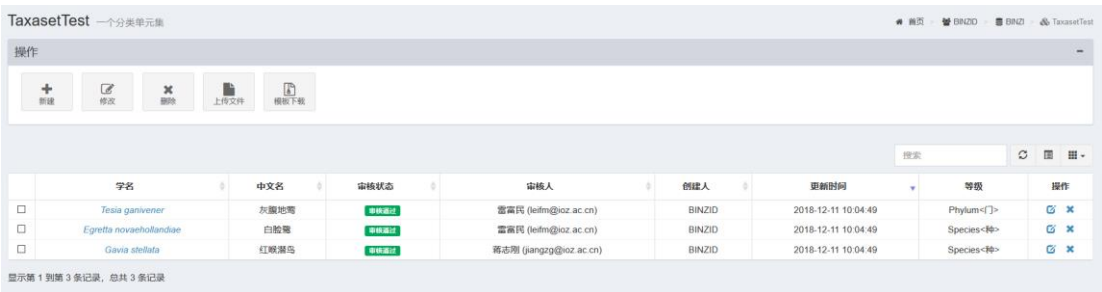 TaxasetTest 一个分类单元集
首页 BINZID BINZI TaxasetTest
操作
新建 修改 删除 上传文件 模板下载
搜索
学名 中文名 审核状态 审核人 创建人 更新时间 等级 操作
Tesia ganivener 灰腹地莺 审核通过 雷富民 (leifm@ioz.ac.cn) BINZID 2018-12-11 10:04:49 Phylum<门>
Egretta novaehollandiae 白脸鹭 审核通过 雷富民 (leifm@ioz.ac.cn) BINZID 2018-12-11 10:04:49 Species<种>
Gavia stellata 红喉潜鸟 审核通过 蒋志刚 (jiangzg@ioz.ac.cn) BINZID 2018-12-11 10:04:49 Species<种>
显示第 1 到第 3 条记录，总共 3 条记录